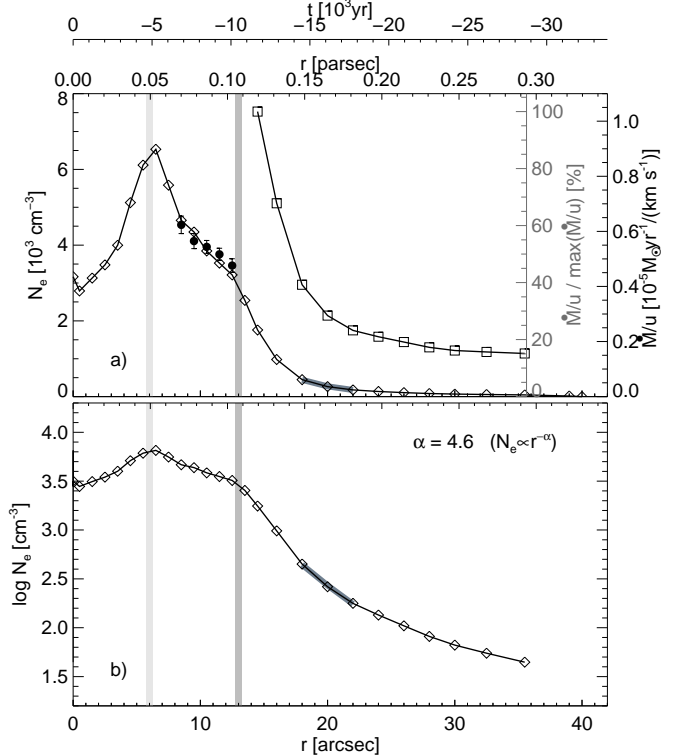 t [10³yr]
0 −5 −10 −15 −20 −25 −30
r [parsec]
0.00 0.05 0.10 0.15 0.20 0.25 0.30
8
6
4
2
0
Nₑ [10³ cm⁻³]
100
80
60
40
20
0
Ṁ/u / max(Ṁ/u) [%]
1.0
0.8
0.6
0.4
0.2
0.0
Ṁ/u [10⁻⁵M☉yr⁻¹/(km s⁻¹)]
a)
α = 4.6 (Nₑ∝r⁻ᵅ)
4.0
3.5
3.0
2.5
2.0
1.5
log Nₑ [cm⁻³]
b)
0 10 20 30 40
r [arcsec]